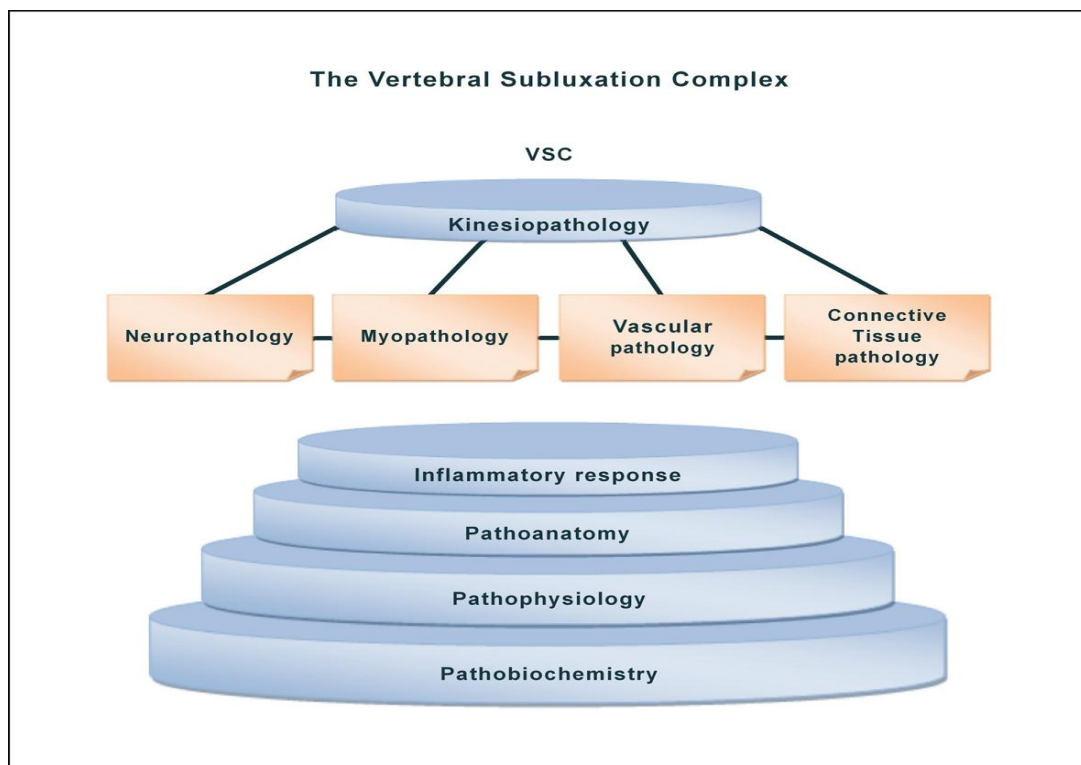 The Vertebral Subluxation Complex
VSC
Kinesiopathology
Neuropathology
Myopathology
Vascular
pathology
Connective
Tissue
pathology
Inflammatory response
Pathoanatomy
Pathophysiology
Pathobiochemistry